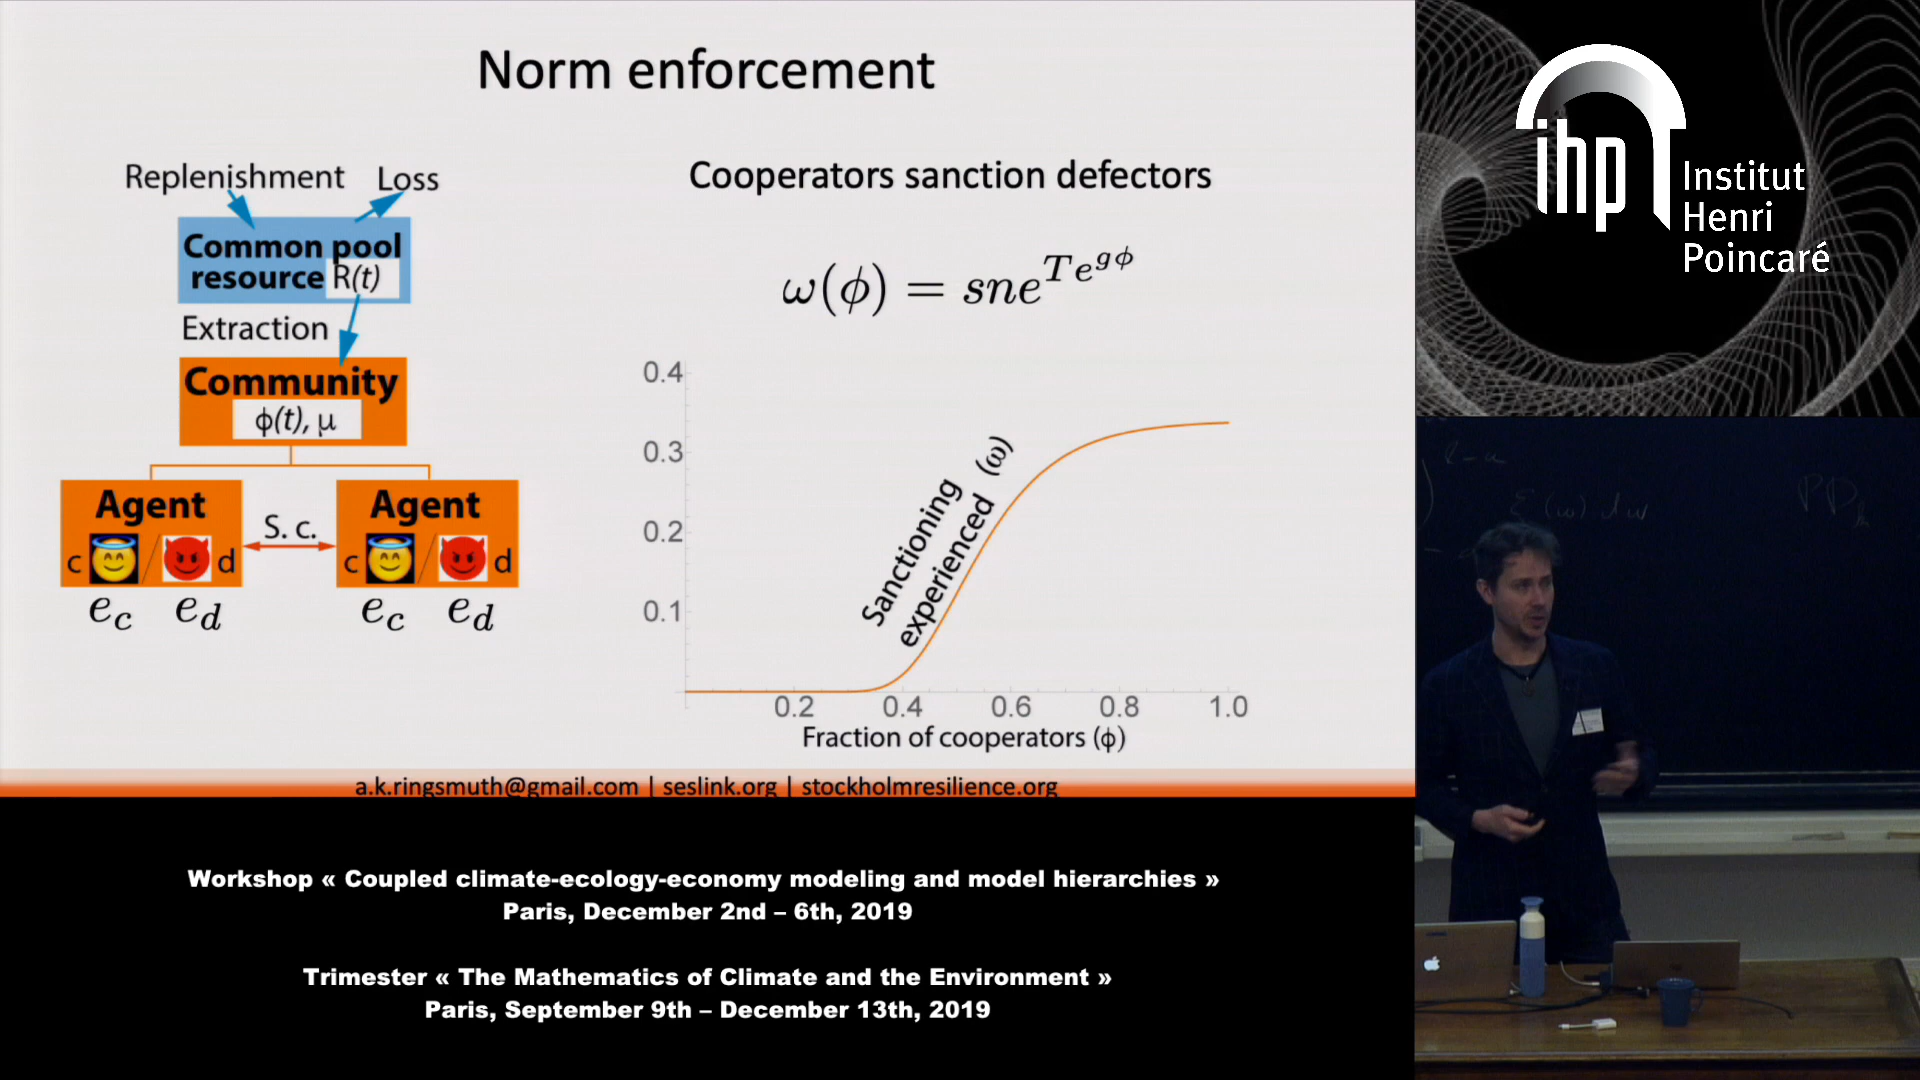 Norm enforcement
Replenishment Loss
Common pool
resource R(t)
Extraction
Community
ϕ(t), μ
Agent
c d
e_c e_d
S. c.
Agent
c d
e_c e_d
Cooperators sanction defectors
ω(ϕ) = sne^{Te^{gϕ}}
0.4
0.3
0.2
0.1
Sanctioning
experienced (ω)
0.2 0.4 0.6 0.8 1.0
Fraction of cooperators (ϕ)
a.k.ringsmuth@gmail.com | seslink.org | stockholmresilience.org
ihp Institut
Henri
Poincaré
Workshop « Coupled climate-ecology-economy modeling and model hierarchies »
Paris, December 2nd – 6th, 2019
Trimester « The Mathematics of Climate and the Environment »
Paris, September 9th – December 13th, 2019